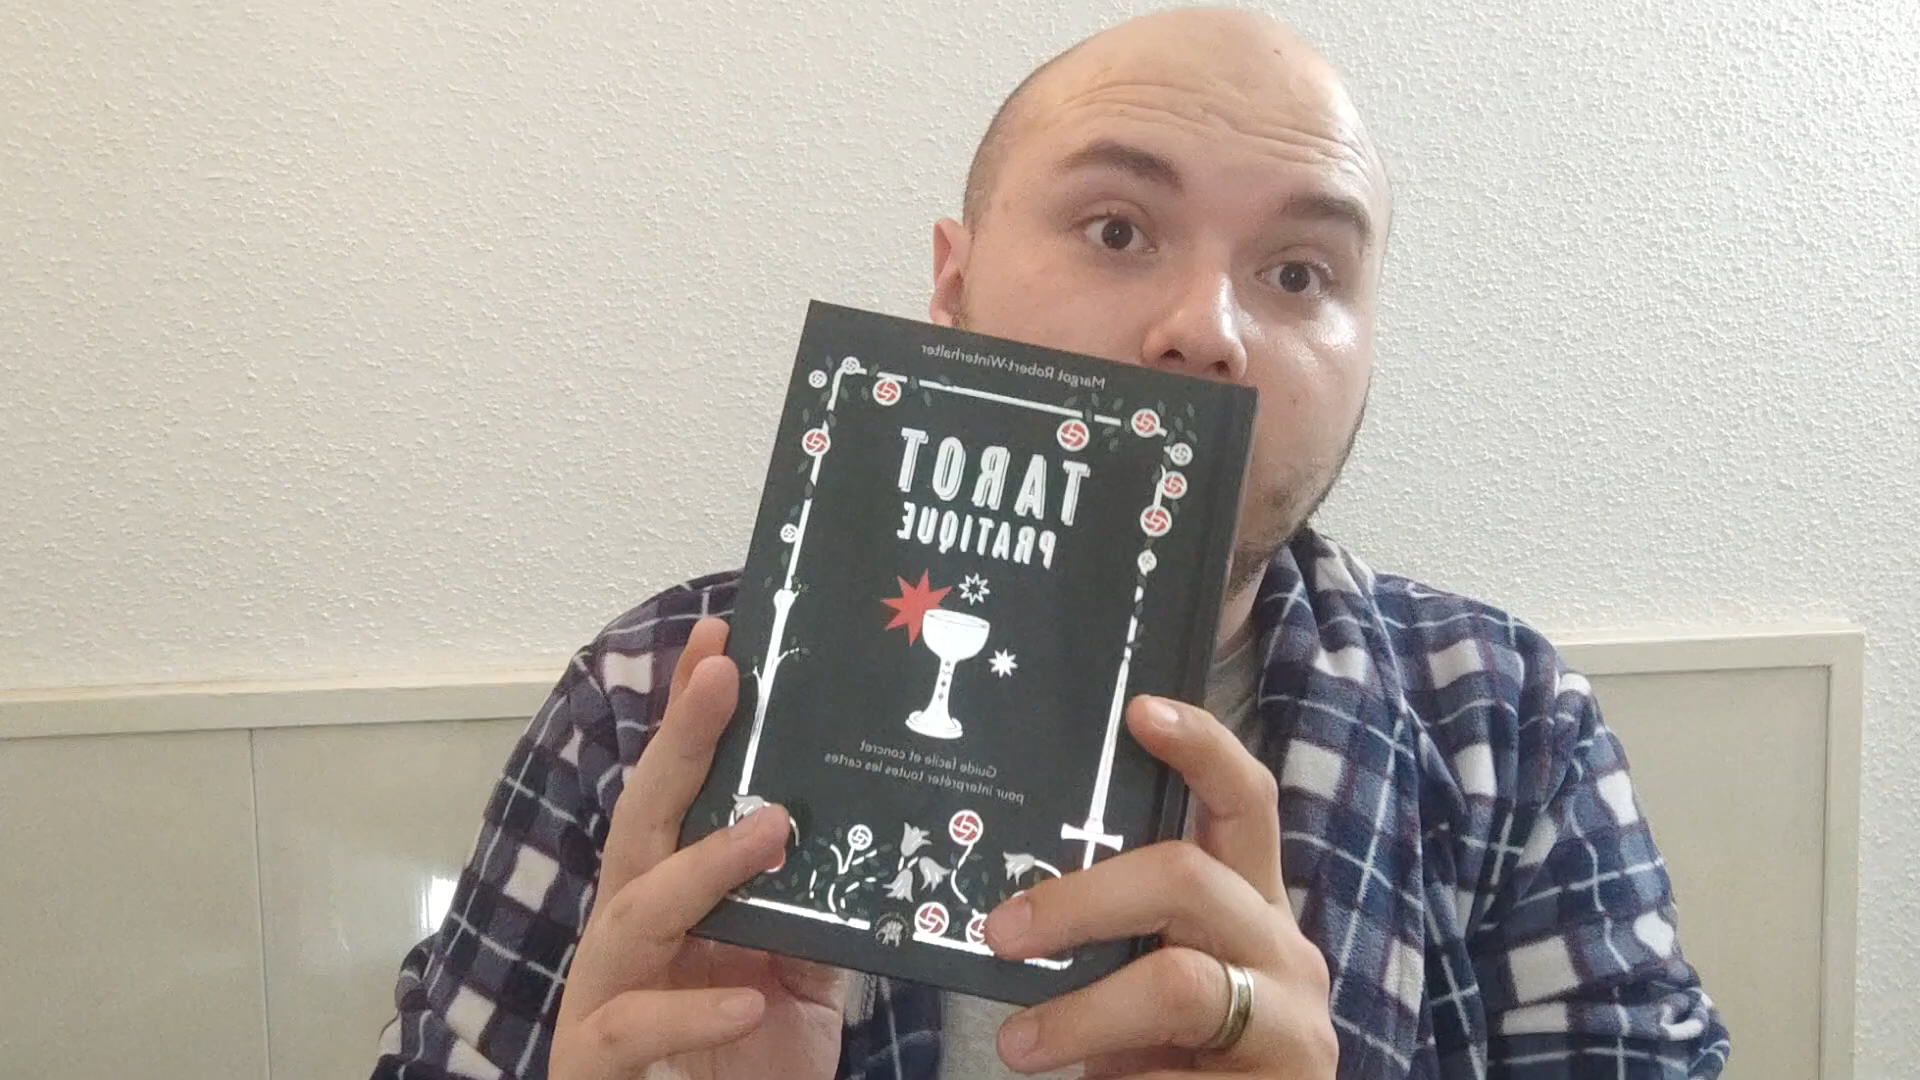 Margot Robert-Winterhalter
TAROT
PRATIQUE
Guide facile et concret
pour interpréter toutes les cartes